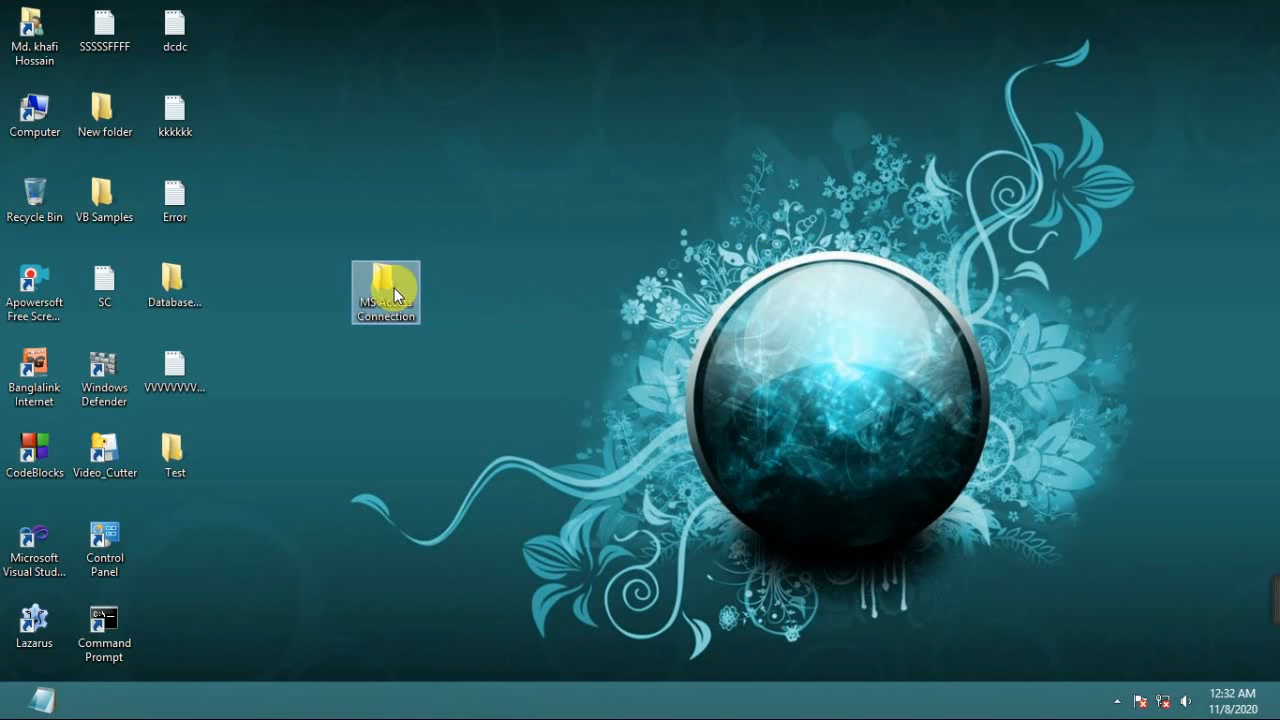 Md. khafi
Hossain
SSSSSFFFF
dcdc
Computer
New folder
kkkkkk
Recycle Bin
VB Samples
Error
Apowersoft
Free Scre...
SC
Database...
MS Access
Connection
Banglalink
Internet
Windows
Defender
VVVVVVVV...
CodeBlocks
Video_Cutter
Test
Microsoft
Visual Stud...
Control
Panel
Lazarus
Command
Prompt
12:32 AM
11/8/2020